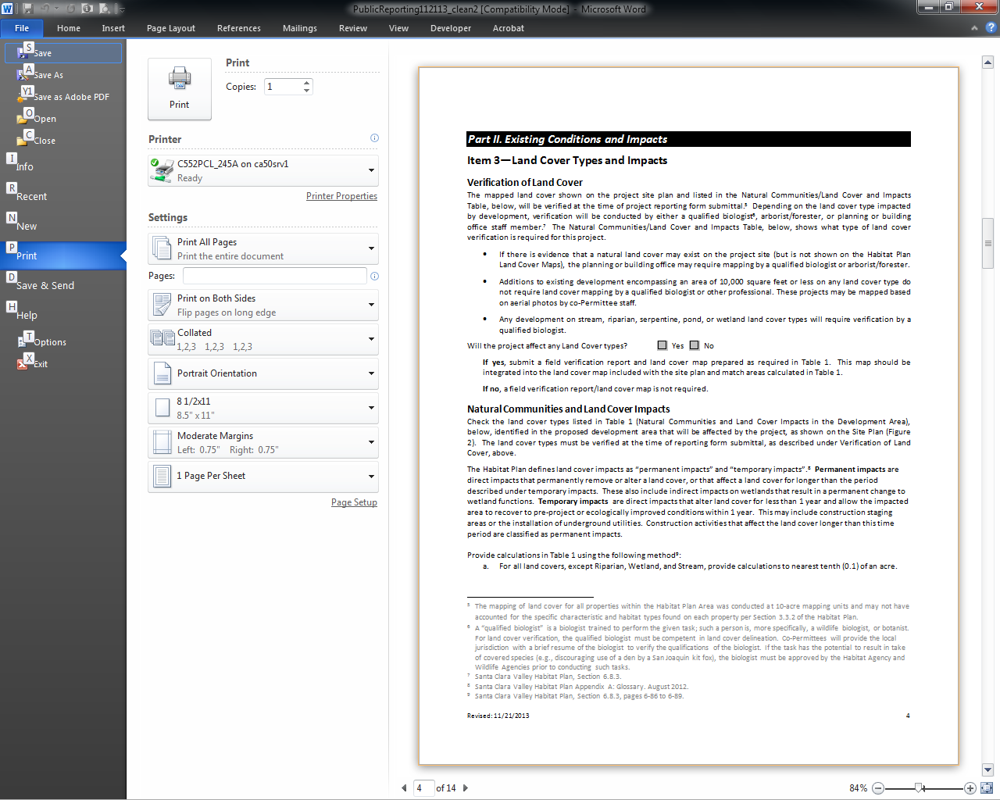 PublicReporting112113_clean2 [Compatibility Mode] - Microsoft Word
File Home Insert Page Layout References Mailings Review View Developer Acrobat
S Save
A Save As
Y1 Save as Adobe PDF
O Open
C Close
I Info
R Recent
N New
P Print
D Save & Send
H Help
T Options
X Exit
Print
Print
Copies: 1
Printer
C552PCL_245A on ca50srv1
Ready
Printer Properties
Settings
Print All Pages
Print the entire document
Pages:
Print on Both Sides
Flip pages on long edge
Collated
1,2,3 1,2,3 1,2,3
Portrait Orientation
8 1/2x11
8.5" x 11"
Moderate Margins
Left: 0.75" Right: 0.75"
1 Page Per Sheet
Page Setup
Part II. Existing Conditions and Impacts
Item 3—Land Cover Types and Impacts
Verification of Land Cover
The mapped land cover shown on the project site plan and listed in the Natural Communities/Land Cover and Impacts
Table, below, will be verified at the time of project reporting form submittal.⁵ Depending on the land cover type impacted
by development, verification will be conducted by either a qualified biologist⁶, arborist/forester, or planning or building
office staff member.⁷ The Natural Communities/Land Cover and Impacts Table, below, shows what type of land cover
verification is required for this project.
• If there is evidence that a natural land cover may exist on the project site (but is not shown on the Habitat Plan
Land Cover Maps), the planning or building office may require mapping by a qualified biologist or arborist/forester.
• Additions to existing development encompassing an area of 10,000 square feet or less on any land cover type do
not require land cover mapping by a qualified biologist or other professional. These projects may be mapped based
on aerial photos by co-Permittee staff.
• Any development on stream, riparian, serpentine, pond, or wetland land cover types will require verification by a
qualified biologist.
Will the project affect any Land Cover types? Yes No
If yes, submit a field verification report and land cover map prepared as required in Table 1. This map should be
integrated into the land cover map included with the site plan and match areas calculated in Table 1.
If no, a field verification report/land cover map is not required.
Natural Communities and Land Cover Impacts
Check the land cover types listed in Table 1 (Natural Communities and Land Cover Impacts in the Development Area),
below, identified in the proposed development area that will be affected by the project, as shown on the Site Plan (Figure
2). The land cover types must be verified at the time of reporting form submittal, as described under Verification of Land
Cover, above.
The Habitat Plan defines land cover impacts as “permanent impacts” and “temporary impacts”.⁸ Permanent impacts are
direct impacts that permanently remove or alter a land cover, or that affect a land cover for longer than the period
described under temporary impacts. These also include indirect impacts on wetlands that result in a permanent change to
wetland functions. Temporary impacts are direct impacts that alter land cover for less than 1 year and allow the impacted
area to recover to pre-project or ecologically improved conditions within 1 year. This may include construction staging
areas or the installation of underground utilities. Construction activities that affect the land cover longer than this time
period are classified as permanent impacts.
Provide calculations in Table 1 using the following method⁹:
a. For all land covers, except Riparian, Wetland, and Stream, provide calculations to nearest tenth (0.1) of an acre.
⁵ The mapping of land cover for all properties within the Habitat Plan Area was conducted at 10-acre mapping units and may not have
accounted for the specific characteristic and habitat types found on each property per Section 3.3.2 of the Habitat Plan.
⁶ A “qualified biologist” is a biologist trained to perform the given task; such a person is, more specifically, a wildlife biologist, or botanist.
For land cover verification, the qualified biologist must be competent in land cover delineation. Co-Permittees will provide the local
jurisdiction with a brief resume of the biologist to verify the qualifications of the biologist. If the task has the potential to result in take
of covered species (e.g., discouraging use of a den by a San Joaquin kit fox), the biologist must be approved by the Habitat Agency and
Wildlife Agencies prior to conducting such tasks.
⁷ Santa Clara Valley Habitat Plan, Section 6.8.3.
⁸ Santa Clara Valley Habitat Plan Appendix A: Glossary. August 2012.
⁹ Santa Clara Valley Habitat Plan, Section 6.8.3, pages 6-86 to 6-89.
Revised: 11/21/2013 4
4 of 14 84%